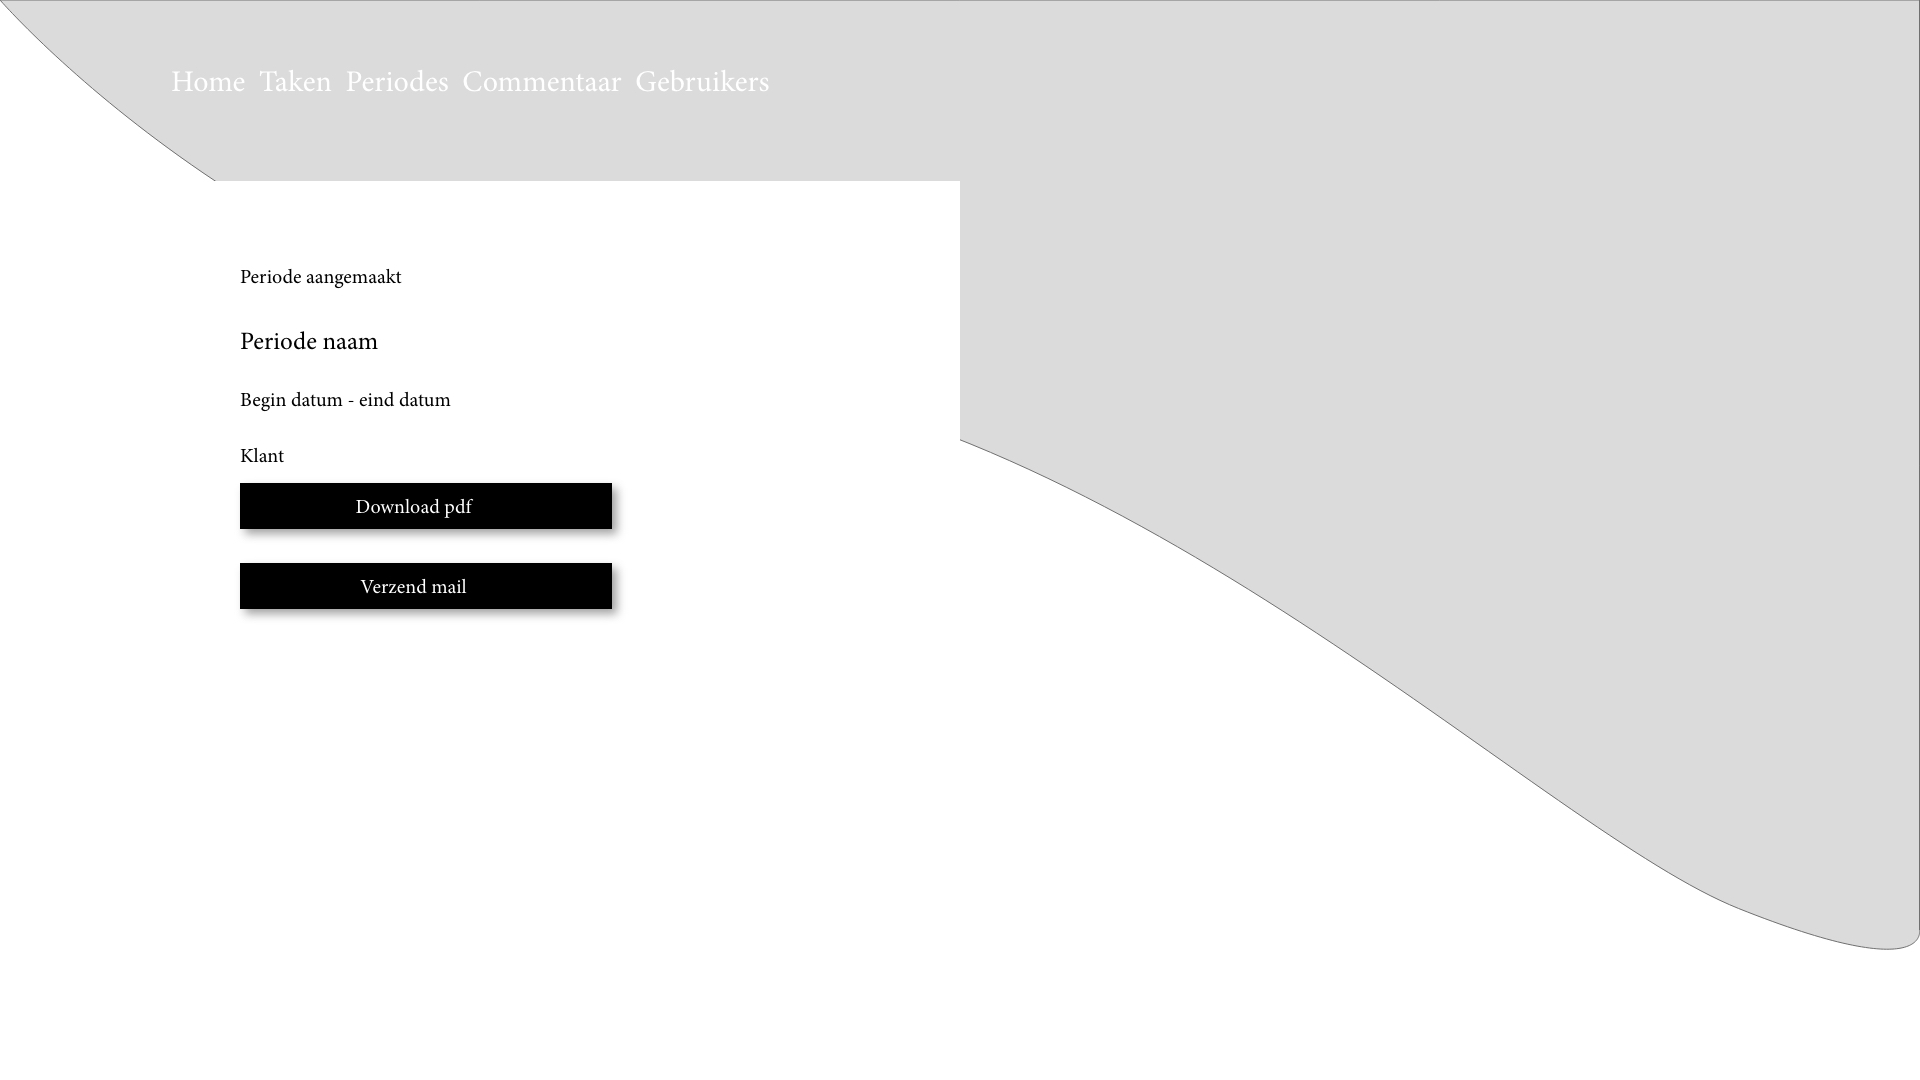 Home Taken Periodes Commentaar Gebruikers
Periode aangemaakt
Periode naam
Begin datum - eind datum
Klant
Download pdf
Verzend mail